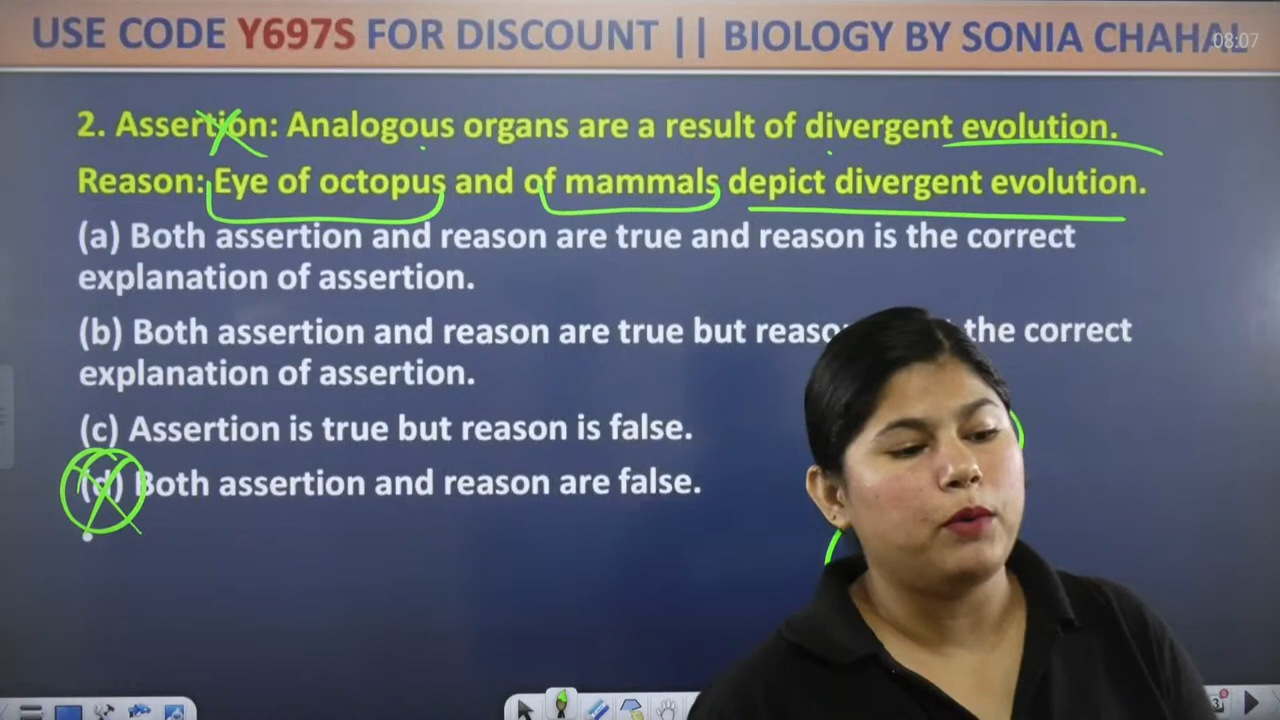 USE CODE Y697S FOR DISCOUNT || BIOLOGY BY SONIA CHAHAL
08:07
2. Assertion: Analogous organs are a result of divergent evolution.
Reason: Eye of octopus and of mammals depict divergent evolution.
(a) Both assertion and reason are true and reason is the correct
explanation of assertion.
(b) Both assertion and reason are true but the correct
explanation of assertion.
(c) Assertion is true but reason is false.
(d) Both assertion and reason are false.